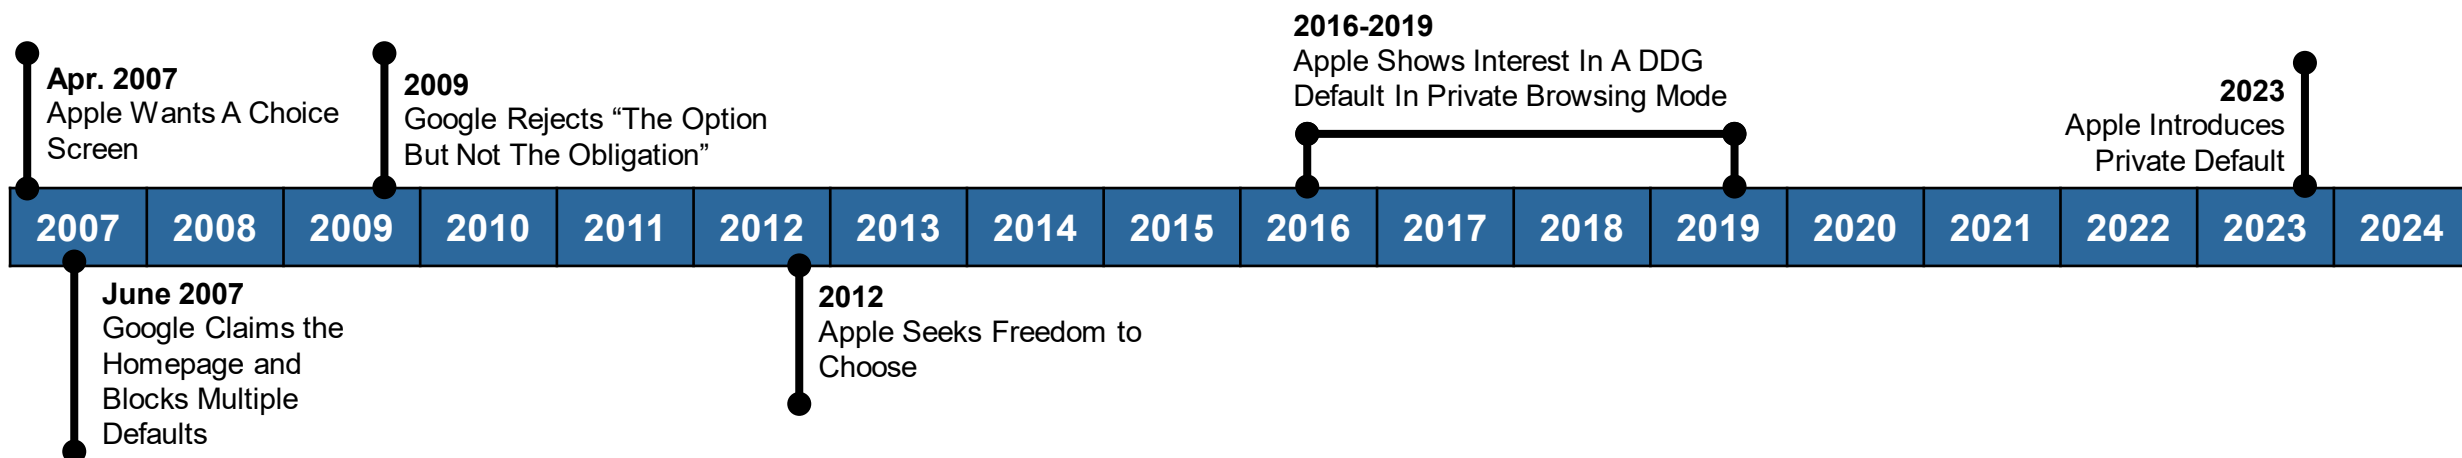 Apr. 2007
Apple Wants A Choice
Screen
2009
Google Rejects “The Option
But Not The Obligation”
2016-2019
Apple Shows Interest In A DDG
Default In Private Browsing Mode
2023
Apple Introduces
Private Default
2007 2008 2009 2010 2011 2012 2013 2014 2015 2016 2017 2018 2019 2020 2021 2022 2023 2024
June 2007
Google Claims the
Homepage and
Blocks Multiple
Defaults
2012
Apple Seeks Freedom to
Choose